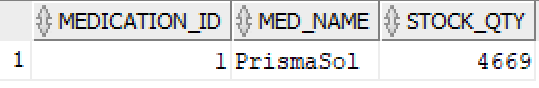 MEDICATION_ID MED_NAME STOCK_QTY
1 1 PrismaSol 4669